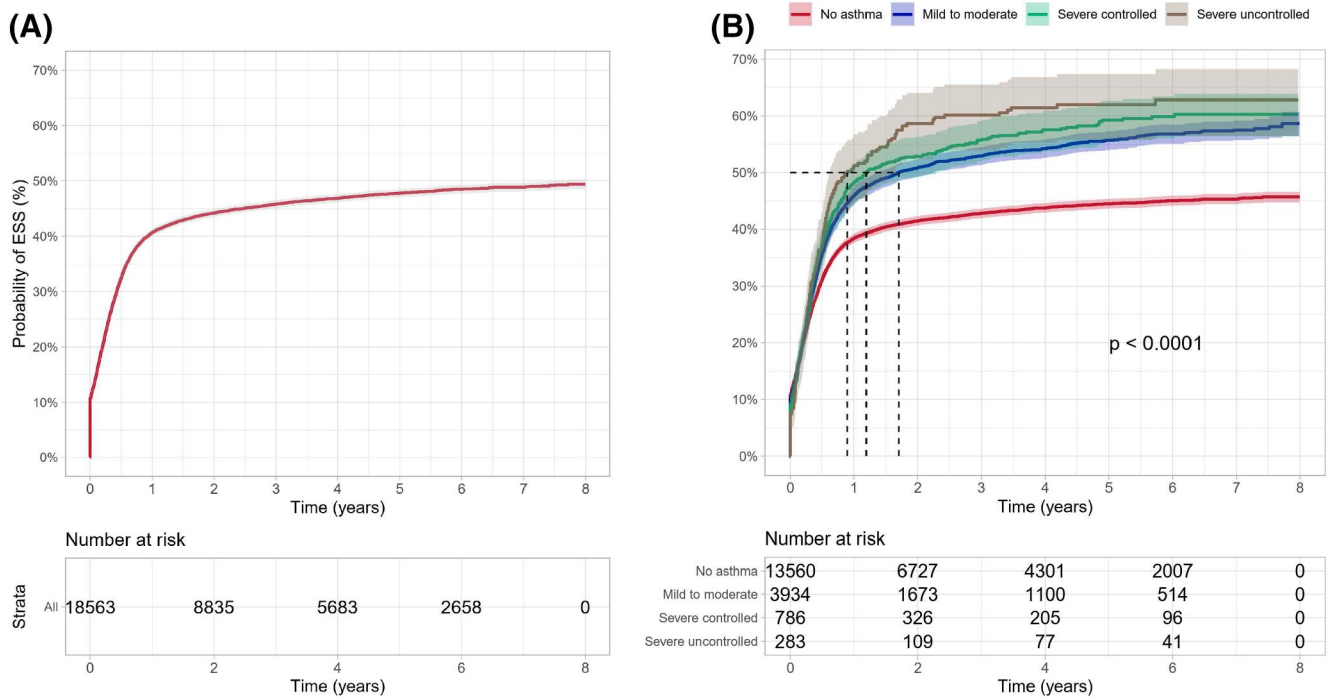 (A)
Probability of ESS (%)
70%
60%
50%
40%
30%
20%
10%
0%
0 1 2 3 4 5 6 7 8
Time (years)
Number at risk
Strata
All 18563 8835 5683 2658 0
0 1 2 3 4 5 6 7 8
Time (years)
(B)
No asthma Mild to moderate Severe controlled Severe uncontrolled
70%
60%
50%
40%
30%
20%
10%
0%
p < 0.0001
0 1 2 3 4 5 6 7 8
Time (years)
Number at risk
No asthma 13560 6727 4301 2007 0
Mild to moderate 3934 1673 1100 514 0
Severe controlled 786 326 205 96 0
Severe uncontrolled 283 109 77 41 0
0 2 4 6 8
Time (years)